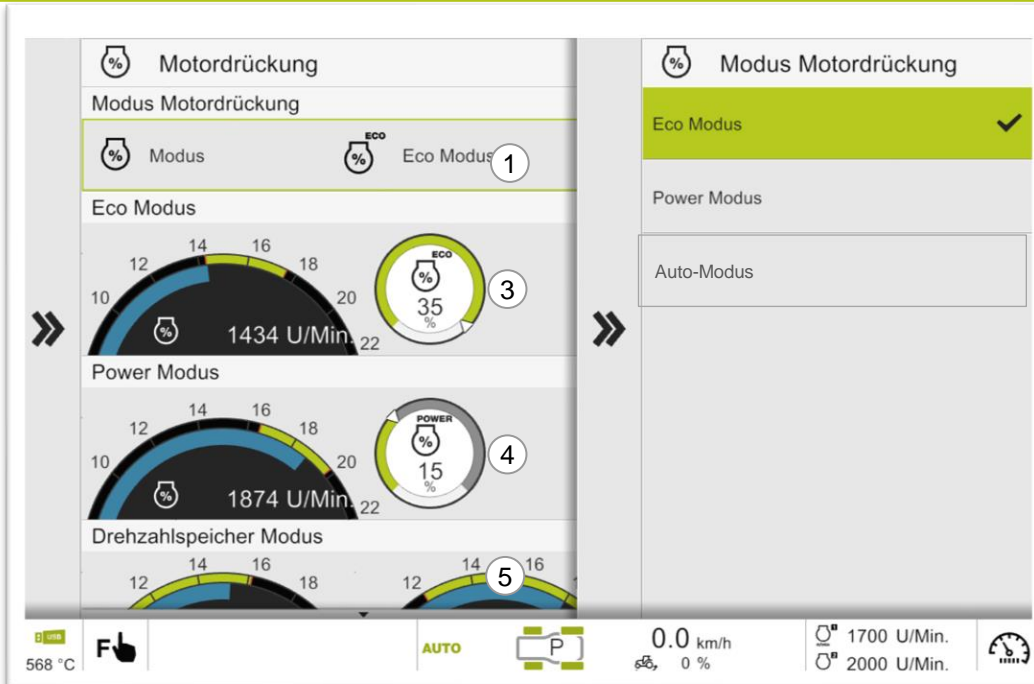 Motordrückung
Modus Motordrückung
Modus
ECO
Eco Modus
1
Eco Modus
10
12
14
16
18
20
22
1434 U/Min.
ECO
35
%
3
Power Modus
10
12
14
16
18
20
22
1874 U/Min.
POWER
15
%
4
Drehzahlspeicher Modus
12
14
16
18
12
14
16
5
Modus Motordrückung
Eco Modus
Power Modus
Auto-Modus
USB
568 °C
F
AUTO
P
0.0 km/h
0 %
1700 U/Min.
2000 U/Min.